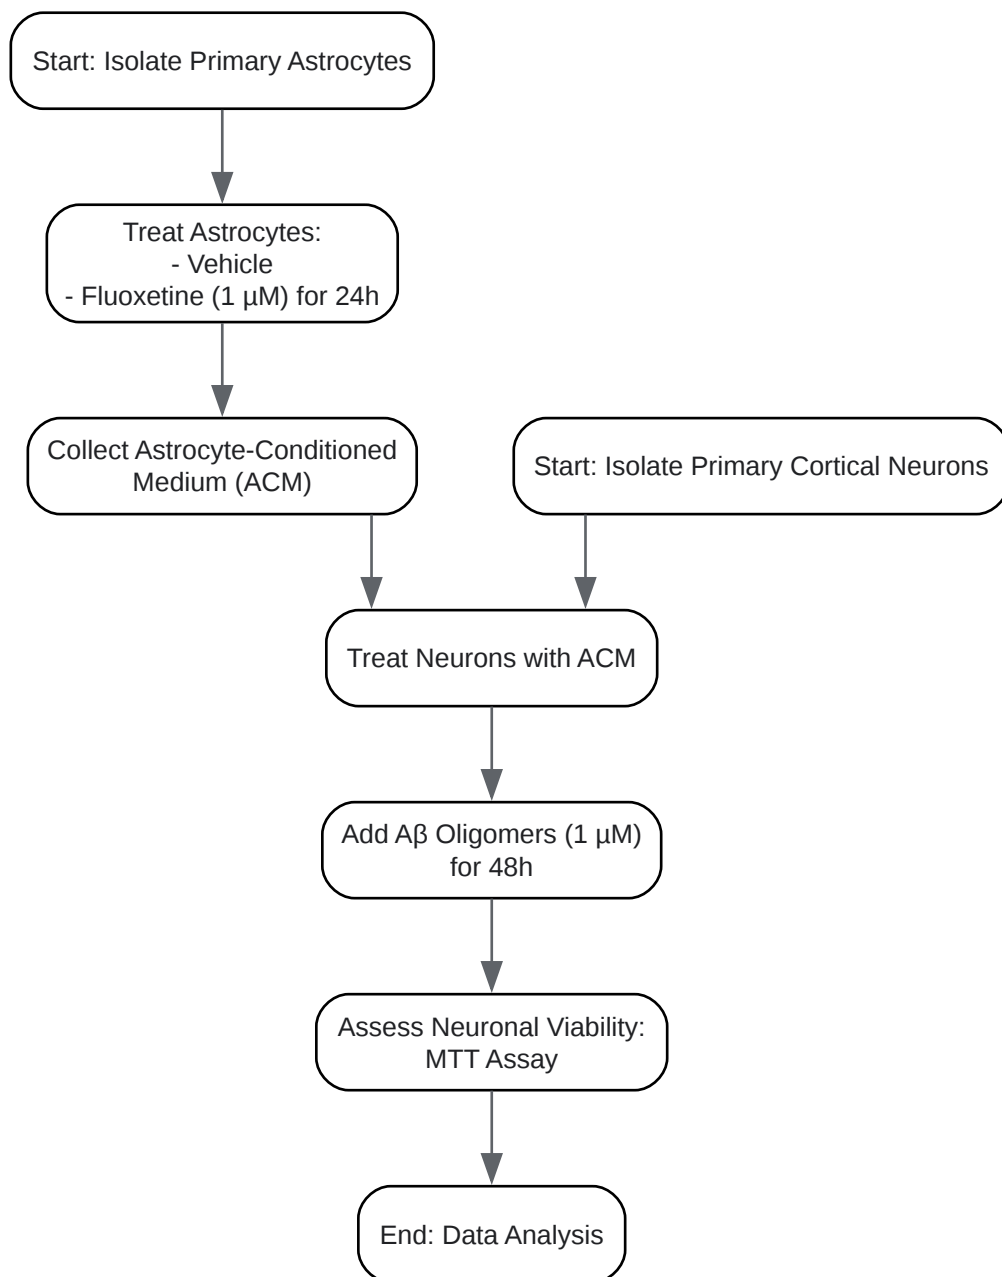 Start: Isolate Primary Astrocytes
Treat Astrocytes:
- Vehicle
- Fluoxetine (1 µM) for 24h
Collect Astrocyte-Conditioned
Medium (ACM)
Start: Isolate Primary Cortical Neurons
Treat Neurons with ACM
Add Aβ Oligomers (1 µM)
for 48h
Assess Neuronal Viability:
MTT Assay
End: Data Analysis